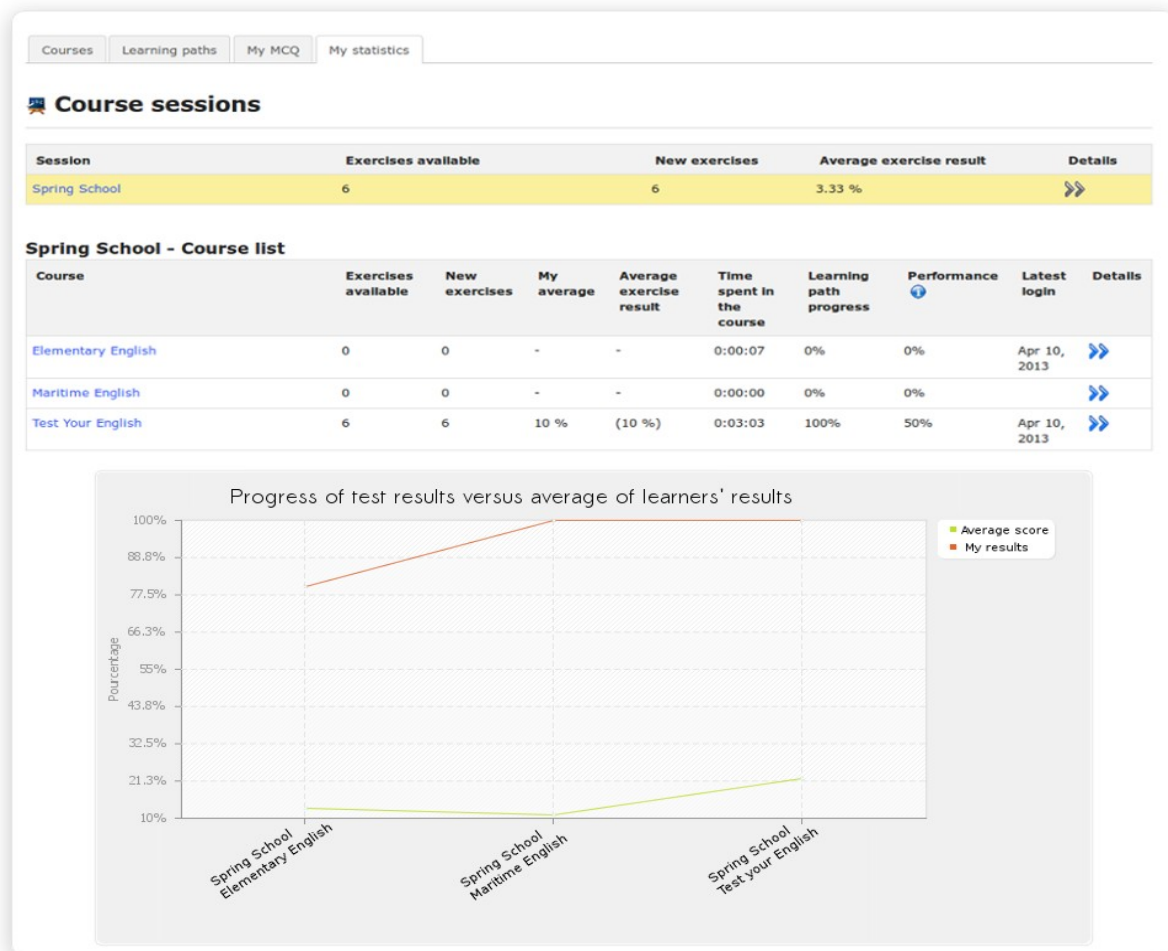 Courses Learning paths My MCQ My statistics
Course sessions
Session Exercises available New exercises Average exercise result Details
Spring School 6 6 3.33 %
Spring School - Course list
Course Exercises available New exercises My average Average exercise result Time spent in the course Learning path progress Performance Latest login Details
Elementary English 0 0 - - 0:00:07 0% 0% Apr 10, 2013
Maritime English 0 0 - - 0:00:00 0% 0%
Test Your English 6 6 10 % (10 %) 0:03:03 100% 50% Apr 10, 2013
Progress of test results versus average of learners' results
Average score
My results
Pourcentage
100%
88.8%
77.5%
66.3%
55%
43.8%
32.5%
21.3%
10%
Spring School
Elementary English
Spring School
Maritime English
Spring School
Test your English